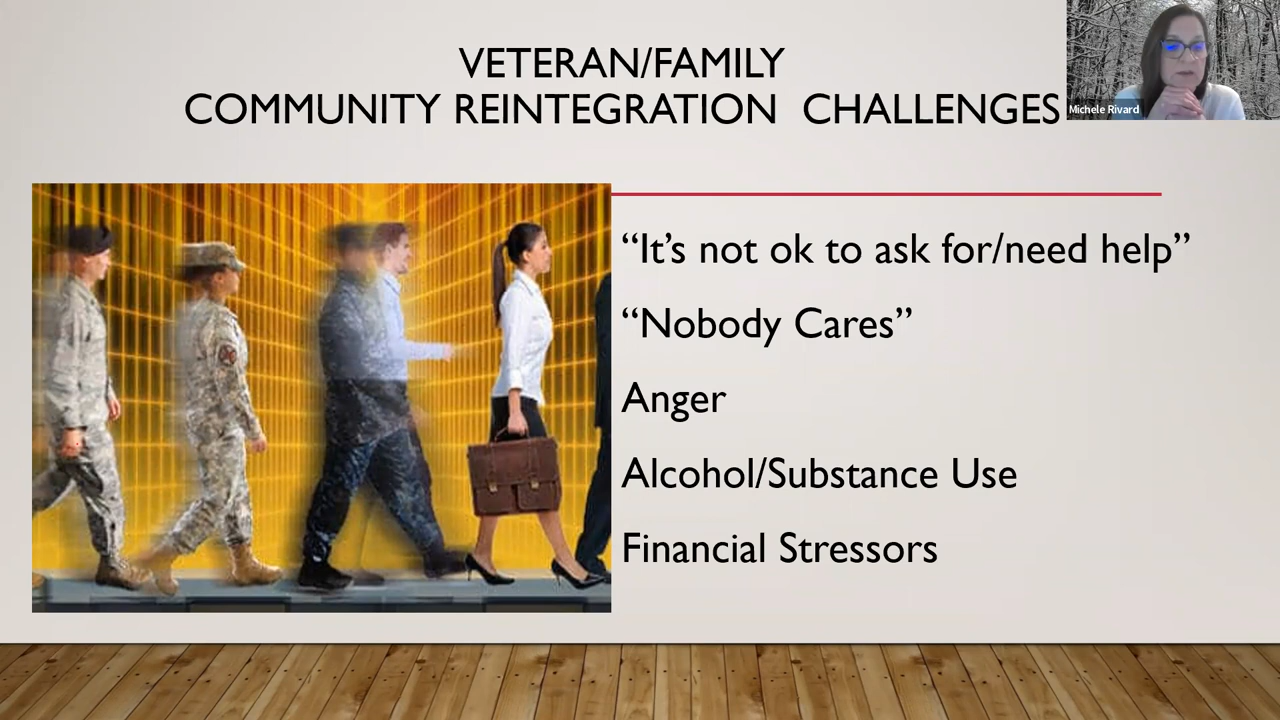 VETERAN/FAMILY
COMMUNITY REINTEGRATION CHALLENGES
Michele Rivard
“It’s not ok to ask for/need help”
“Nobody Cares”
Anger
Alcohol/Substance Use
Financial Stressors